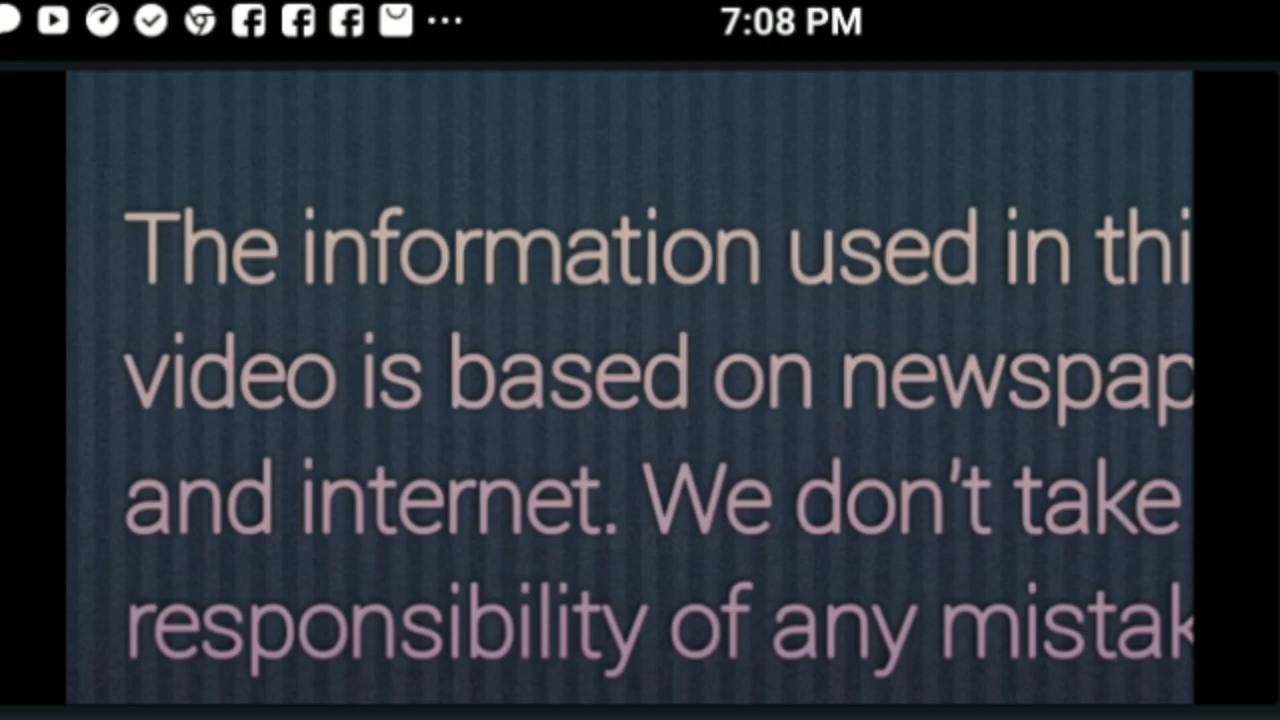 7:08 PM
The information used in thi
video is based on newspap
and internet. We don't take
responsibility of any mistak